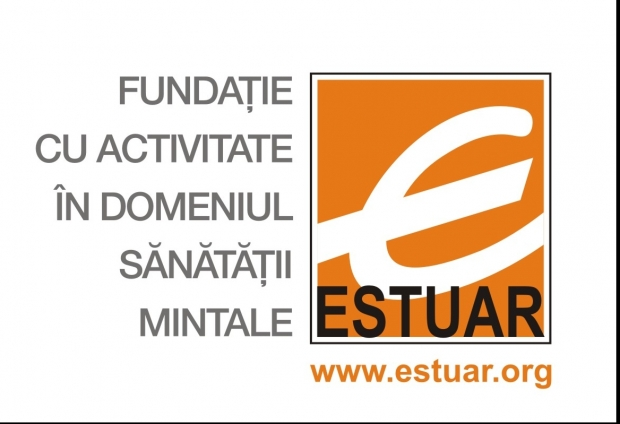 FUNDAȚIE
CU ACTIVITATE
ÎN DOMENIUL
SĂNĂTĂȚII
MINTALE
ESTUAR
www.estuar.org